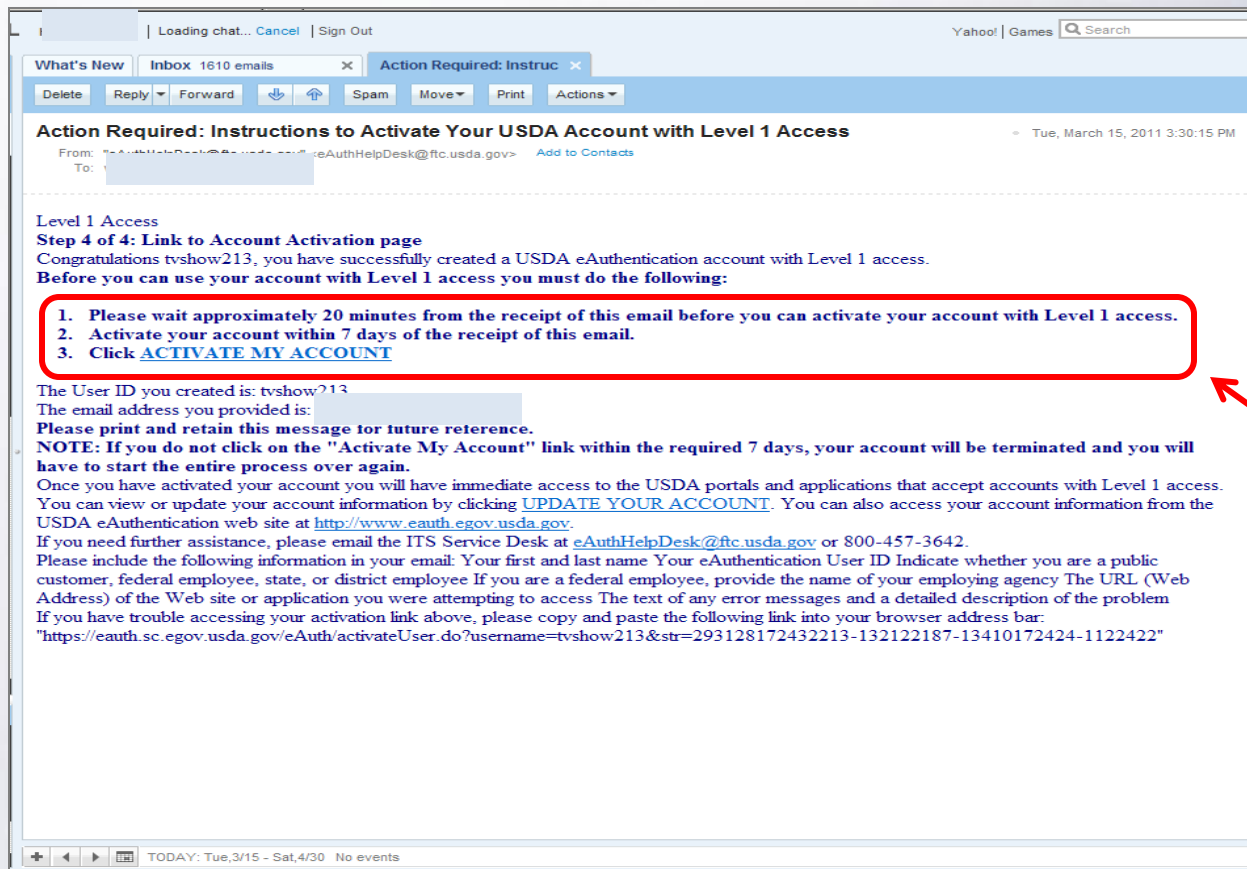 Loading chat... Cancel | Sign Out
Yahoo! | Games Search
What's New Inbox 1610 emails Action Required: Instruc
Delete Reply Forward Spam Move Print Actions
Action Required: Instructions to Activate Your USDA Account with Level 1 Access
Tue, March 15, 2011 3:30:15 PM
From: "eAuthHelpDesk@ftc.usda.gov" <eAuthHelpDesk@ftc.usda.gov> Add to Contacts
To:
Level 1 Access
Step 4 of 4: Link to Account Activation page
Congratulations tvshow213, you have successfully created a USDA eAuthentication account with Level 1 access.
Before you can use your account with Level 1 access you must do the following:
1. Please wait approximately 20 minutes from the receipt of this email before you can activate your account with Level 1 access.
2. Activate your account within 7 days of the receipt of this email.
3. Click ACTIVATE MY ACCOUNT
The User ID you created is: tvshow213
The email address you provided is:
Please print and retain this message for future reference.
NOTE: If you do not click on the "Activate My Account" link within the required 7 days, your account will be terminated and you will
have to start the entire process over again.
Once you have activated your account you will have immediate access to the USDA portals and applications that accept accounts with Level 1 access.
You can view or update your account information by clicking UPDATE YOUR ACCOUNT. You can also access your account information from the
USDA eAuthentication web site at http://www.eauth.egov.usda.gov.
If you need further assistance, please email the ITS Service Desk at eAuthHelpDesk@ftc.usda.gov or 800-457-3642.
Please include the following information in your email: Your first and last name Your eAuthentication User ID Indicate whether you are a public
customer, federal employee, state, or district employee If you are a federal employee, provide the name of your employing agency The URL (Web
Address) of the Web site or application you were attempting to access The text of any error messages and a detailed description of the problem
If you have trouble accessing your activation link above, please copy and paste the following link into your browser address bar:
"https://eauth.sc.egov.usda.gov/eAuth/activateUser.do?username=tvshow213&str=293128172432213-132122187-13410172424-1122422"
TODAY: Tue,3/15 - Sat,4/30 No events